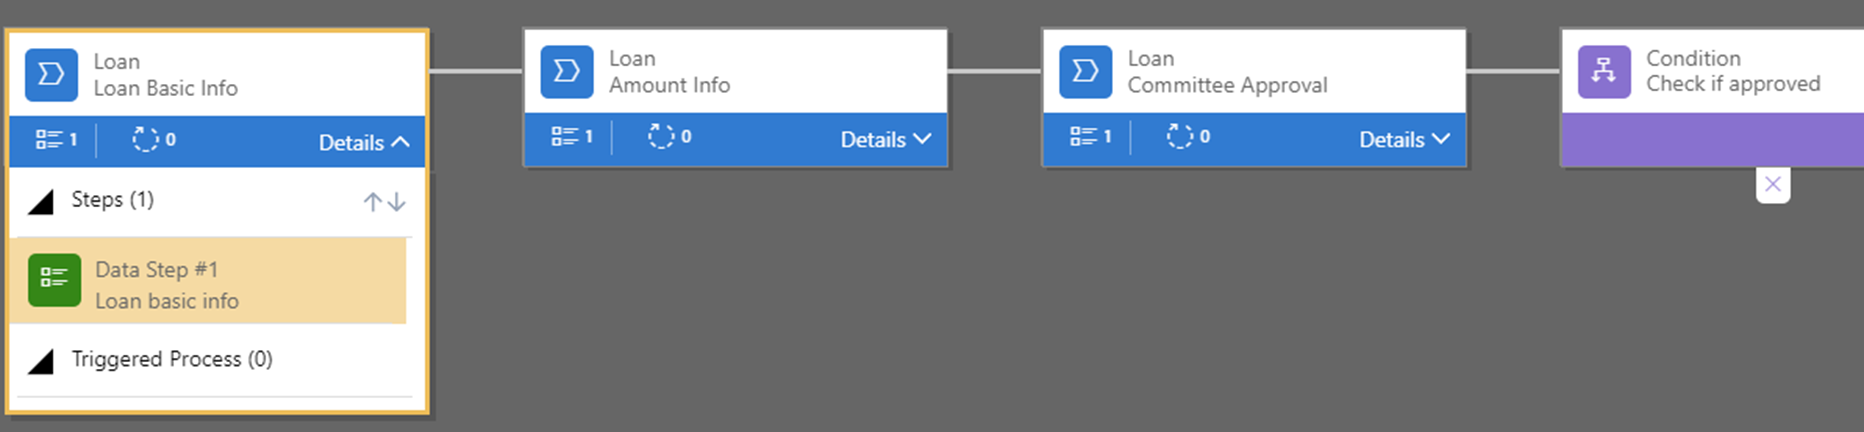 Loan
Loan Basic Info
1
0
Details
Steps (1)
Data Step #1
Loan basic info
Triggered Process (0)
Loan
Amount Info
1
0
Details
Loan
Committee Approval
1
0
Details
Condition
Check if approved